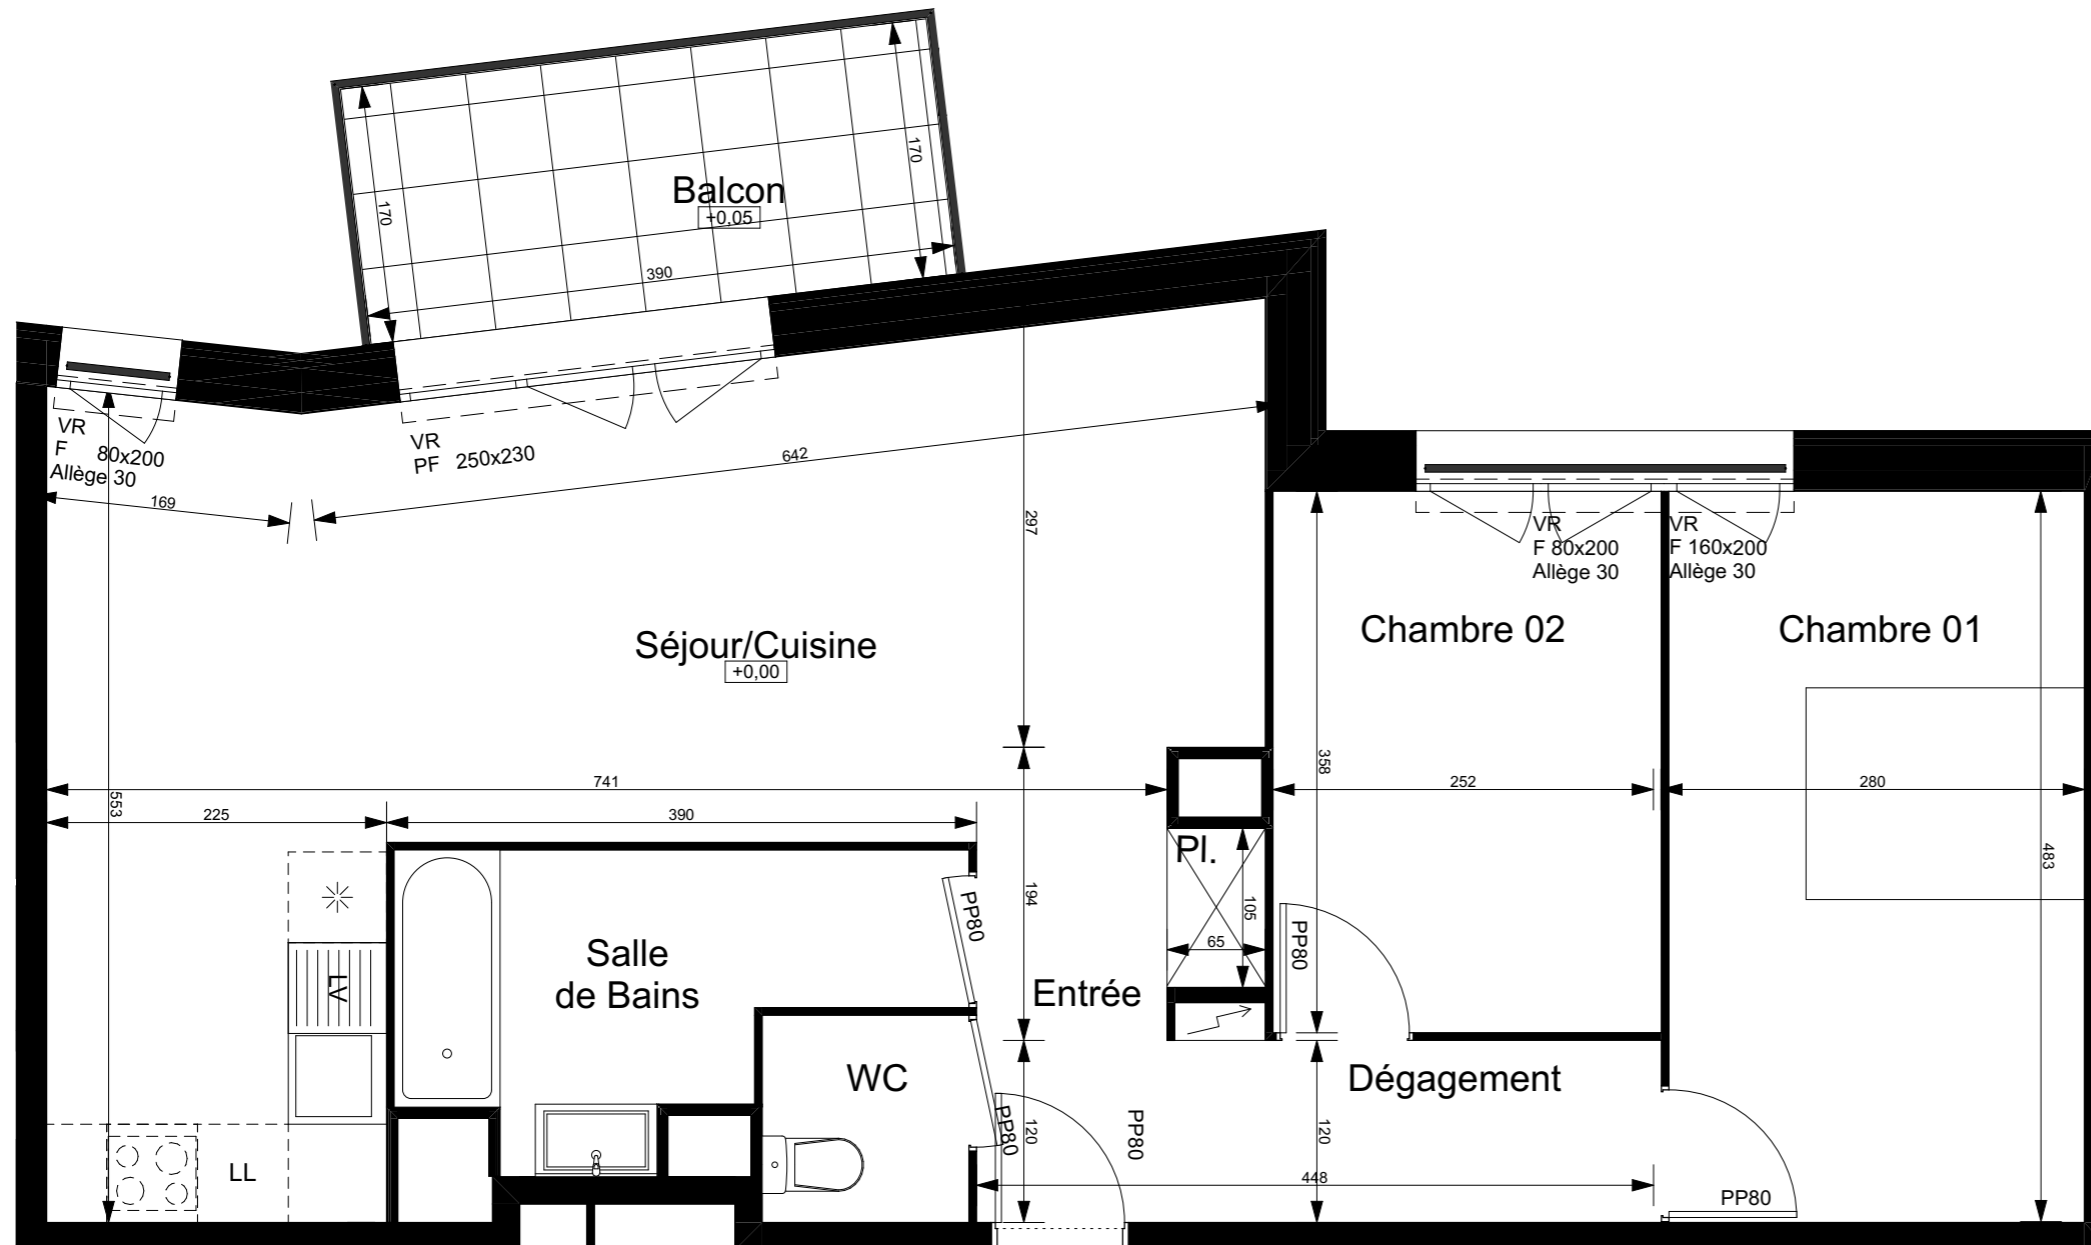 170
170
Balcon
+0,05
390
VR
F 80x200
Allège 30
VR
PF 250x230
642
169
297
VR
F 80x200
Allège 30
VR
F 160x200
Allège 30
Séjour/Cuisine
+0,00
Chambre 02
Chambre 01
741
358
252
280
553
225
390
Pl.
194
105
483
PP80
65
PP80
LV
Salle
de Bains
Entrée
WC
Dégagement
PP80
120
PP80
120
LL
448
PP80